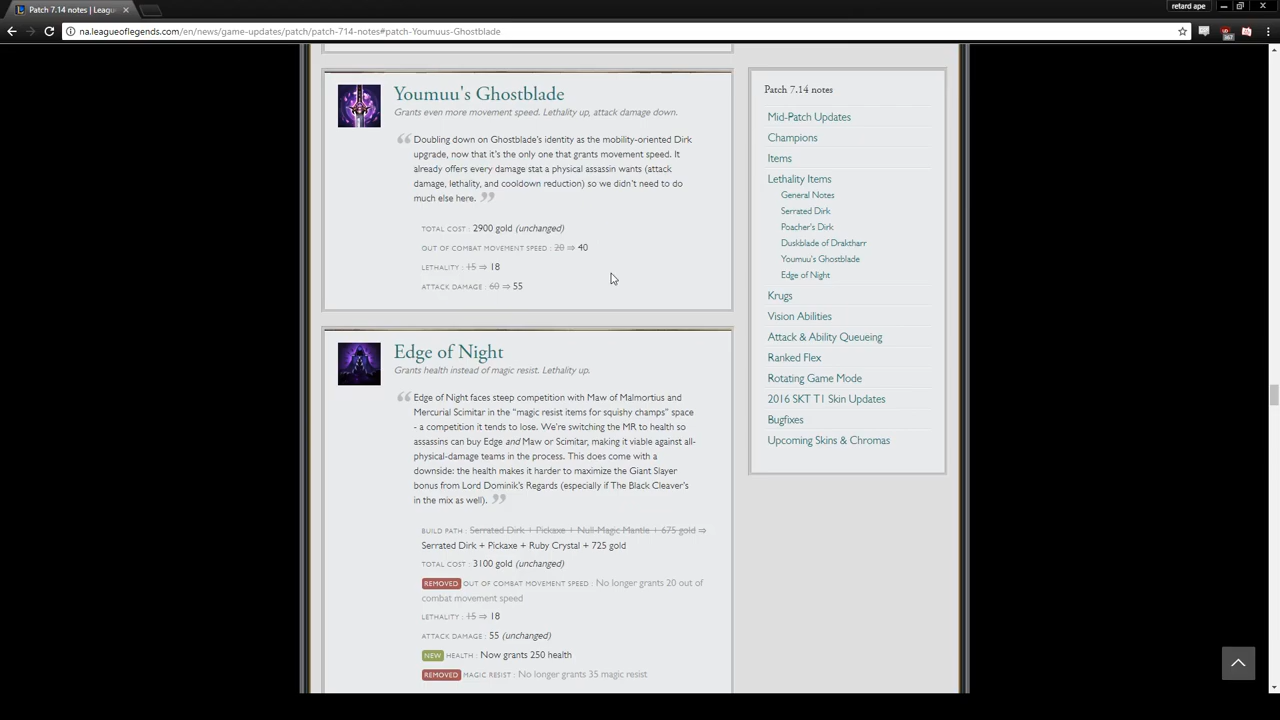 Patch 7.14 notes | Leagu
retard ape
na.leagueoflegends.com/en/news/game-updates/patch/patch-714-notes#patch-Youmuus-Ghostblade
Youmuu's Ghostblade
Grants even more movement speed. Lethality up, attack damage down.
Doubling down on Ghostblade's identity as the mobility-oriented Dirk
upgrade, now that it's the only one that grants movement speed. It
already offers every damage stat a physical assassin wants (attack
damage, lethality, and cooldown reduction) so we didn't need to do
much else here.
TOTAL COST : 2900 gold (unchanged)
OUT OF COMBAT MOVEMENT SPEED : 20 ⇒ 40
LETHALITY : 15 ⇒ 18
ATTACK DAMAGE : 60 ⇒ 55
Edge of Night
Grants health instead of magic resist. Lethality up.
Edge of Night faces steep competition with Maw of Malmortius and
Mercurial Scimitar in the "magic resist items for squishy champs" space
- a competition it tends to lose. We're switching the MR to health so
assassins can buy Edge and Maw or Scimitar, making it viable against all-
physical-damage teams in the process. This does come with a
downside: the health makes it harder to maximize the Giant Slayer
bonus from Lord Dominik's Regards (especially if The Black Cleaver's
in the mix as well).
BUILD PATH : Serrated Dirk + Pickaxe + Null-Magic Mantle + 675 gold ⇒
Serrated Dirk + Pickaxe + Ruby Crystal + 725 gold
TOTAL COST : 3100 gold (unchanged)
REMOVED OUT OF COMBAT MOVEMENT SPEED : No longer grants 20 out of
combat movement speed
LETHALITY : 15 ⇒ 18
ATTACK DAMAGE : 55 (unchanged)
NEW HEALTH : Now grants 250 health
REMOVED MAGIC RESIST : No longer grants 35 magic resist
Patch 7.14 notes
Mid-Patch Updates
Champions
Items
Lethality Items
General Notes
Serrated Dirk
Poacher's Dirk
Duskblade of Draktharr
Youmuu's Ghostblade
Edge of Night
Krugs
Vision Abilities
Attack & Ability Queueing
Ranked Flex
Rotating Game Mode
2016 SKT T1 Skin Updates
Bugfixes
Upcoming Skins & Chromas